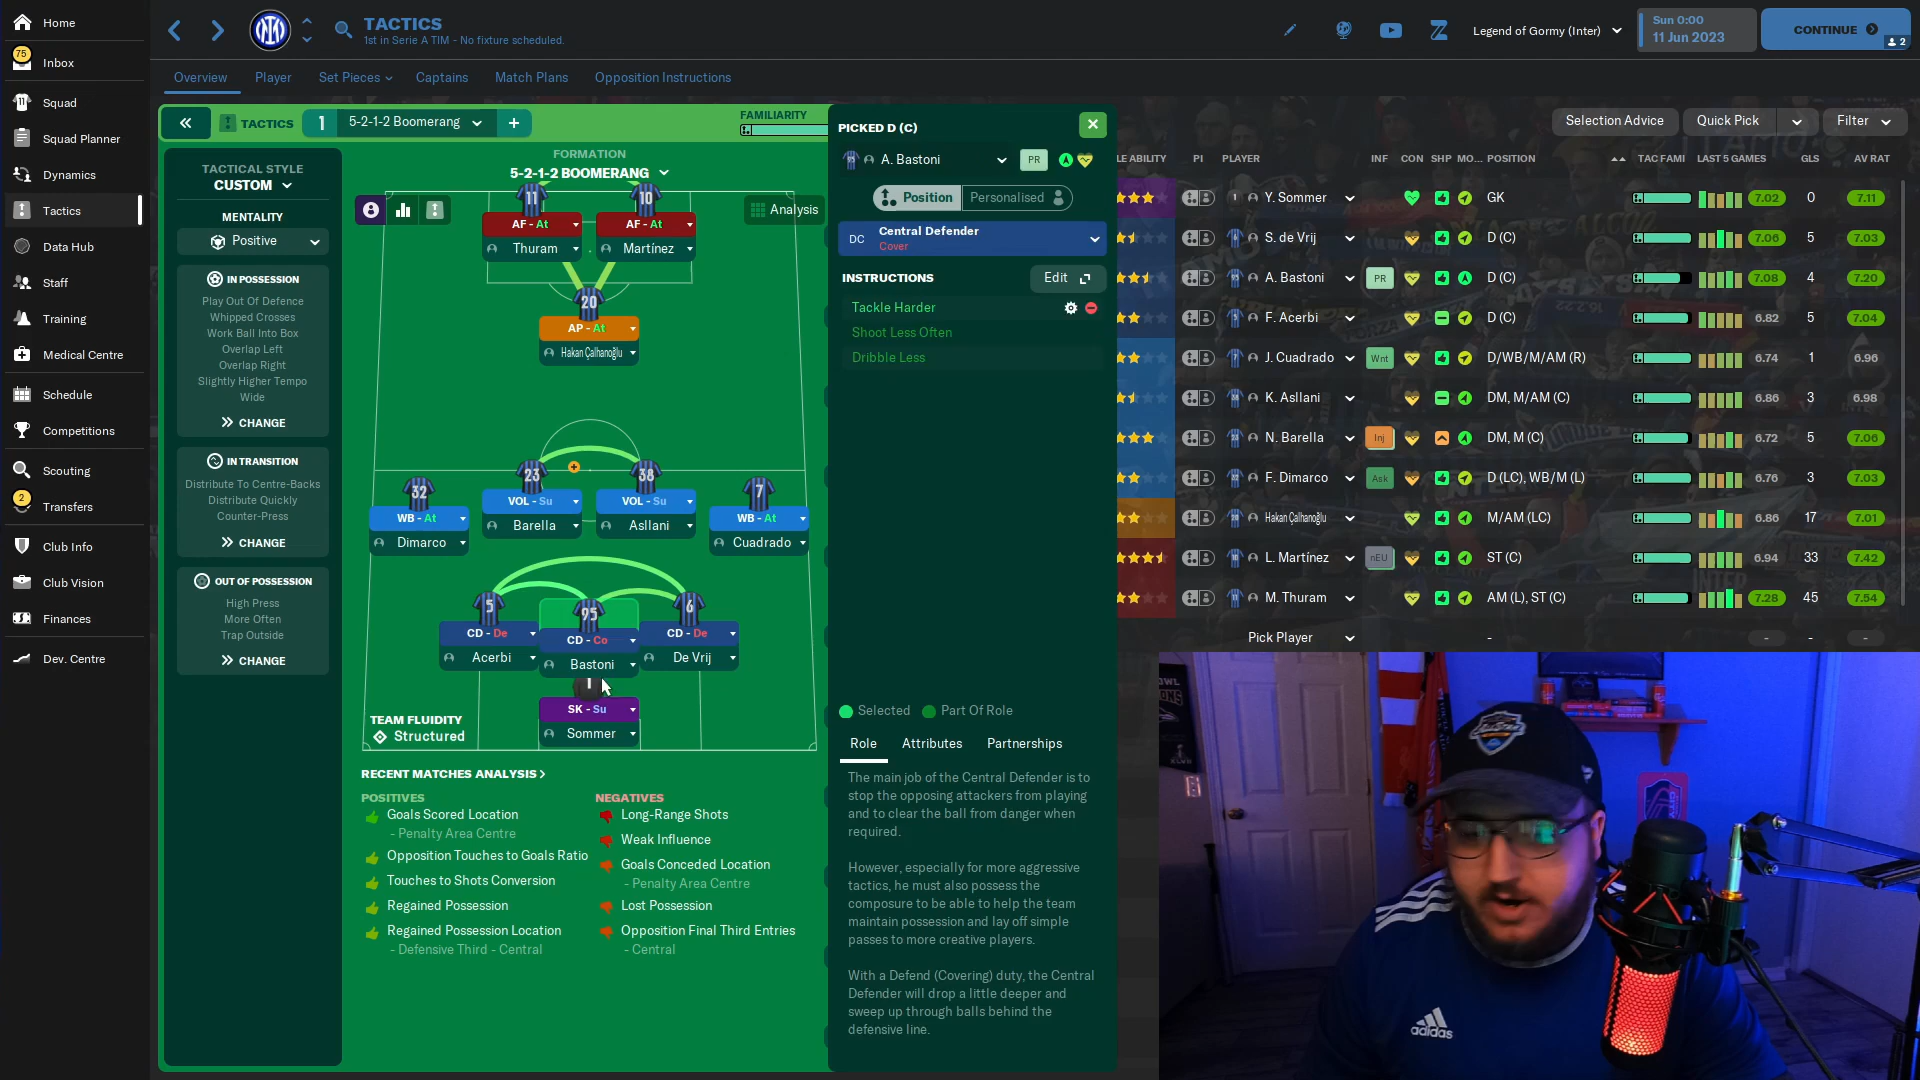 Home
75
Inbox
Squad
Squad Planner
Dynamics
Tactics
Data Hub
Staff
Training
Medical Centre
Schedule
Competitions
Scouting
2
Transfers
Club Info
Club Vision
Finances
Dev. Centre
TACTICS
1st in Serie A TIM - No fixture scheduled.
Legend of Gormy (Inter)
Sun 0:00
11 Jun 2023
CONTINUE
2
Overview
Player
Set Pieces
Captains
Match Plans
Opposition Instructions
TACTICS
1
5-2-1-2 Boomerang
FAMILIARITY
TACTICAL STYLE
CUSTOM
MENTALITY
Positive
IN POSSESSION
Play Out Of Defence
Whipped Crosses
Work Ball Into Box
Overlap Left
Overlap Right
Slightly Higher Tempo
Wide
CHANGE
IN TRANSITION
Distribute To Centre-Backs
Distribute Quickly
Counter-Press
CHANGE
OUT OF POSSESSION
High Press
More Often
Trap Outside
CHANGE
FORMATION
5-2-1-2 BOOMERANG
Analysis
11 10
AF - At AF - At
Thuram Martínez
20
AP - At
Hakan Çalhanoğlu
23 38
32 7
VOL - Su VOL - Su
WB - At WB - At
Barella Asllani
Dimarco Cuadrado
5 95 6
CD - De CD - Co CD - De
Acerbi Bastoni De Vrij
SK - Su
Sommer
TEAM FLUIDITY
Structured
RECENT MATCHES ANALYSIS
POSITIVES
Goals Scored Location
- Penalty Area Centre
Opposition Touches to Goals Ratio
Touches to Shots Conversion
Regained Possession
Regained Possession Location
- Defensive Third - Central
NEGATIVES
Long-Range Shots
Weak Influence
Goals Conceded Location
- Penalty Area Centre
Lost Possession
Opposition Final Third Entries
- Central
PICKED D (C)
A. Bastoni PR
Position Personalised
DC Central Defender
Cover
INSTRUCTIONS Edit
Tackle Harder
Shoot Less Often
Dribble Less
Selected Part Of Role
Role Attributes Partnerships
The main job of the Central Defender is to
stop the opposing attackers from playing
and to clear the ball from danger when
required.
However, especially for more aggressive
tactics, he must also possess the
composure to be able to help the team
maintain possession and lay off simple
passes to more creative players.
With a Defend (Covering) duty, the Central
Defender will drop a little deeper and
sweep up through balls behind the
defensive line.
Selection Advice Quick Pick Filter
LE ABILITY PI PLAYER INF CON SHP MO... POSITION TAC FAMI LAST 5 GAMES GLS AV RAT
Y. Sommer GK 7.02 0 7.11
S. de Vrij D (C) 7.06 5 7.03
A. Bastoni PR D (C) 7.08 4 7.20
F. Acerbi D (C) 6.82 5 7.04
J. Cuadrado Wnt D/WB/M/AM (R) 6.74 1 6.96
K. Asllani DM, M/AM (C) 6.86 3 6.98
N. Barella Inj DM, M (C) 6.72 5 7.06
F. Dimarco Ask D (LC), WB/M (L) 6.76 3 7.03
Hakan Çalhanoğlu M/AM (LC) 6.86 17 7.01
L. Martínez nEU ST (C) 6.94 33 7.42
M. Thuram AM (L), ST (C) 7.28 45 7.54
Pick Player - - - -
adidas